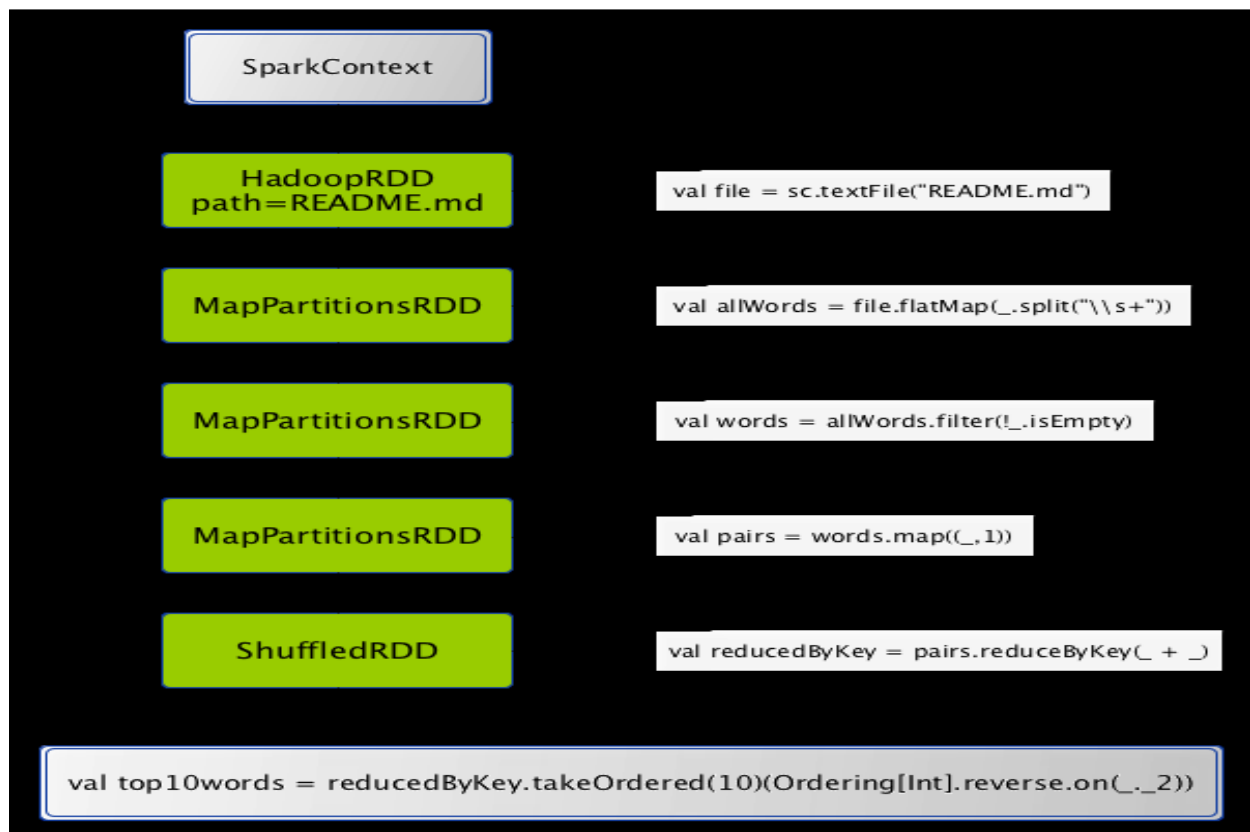 SparkContext
HadoopRDD
path=README.md
val file = sc.textFile("README.md")
MapPartitionsRDD
val allWords = file.flatMap(_.split("\\s+"))
MapPartitionsRDD
val words = allWords.filter(!_.isEmpty)
MapPartitionsRDD
val pairs = words.map((_,1))
ShuffledRDD
val reducedByKey = pairs.reduceByKey(_ + _)
val top10words = reducedByKey.takeOrdered(10)(Ordering[Int].reverse.on(_._2))